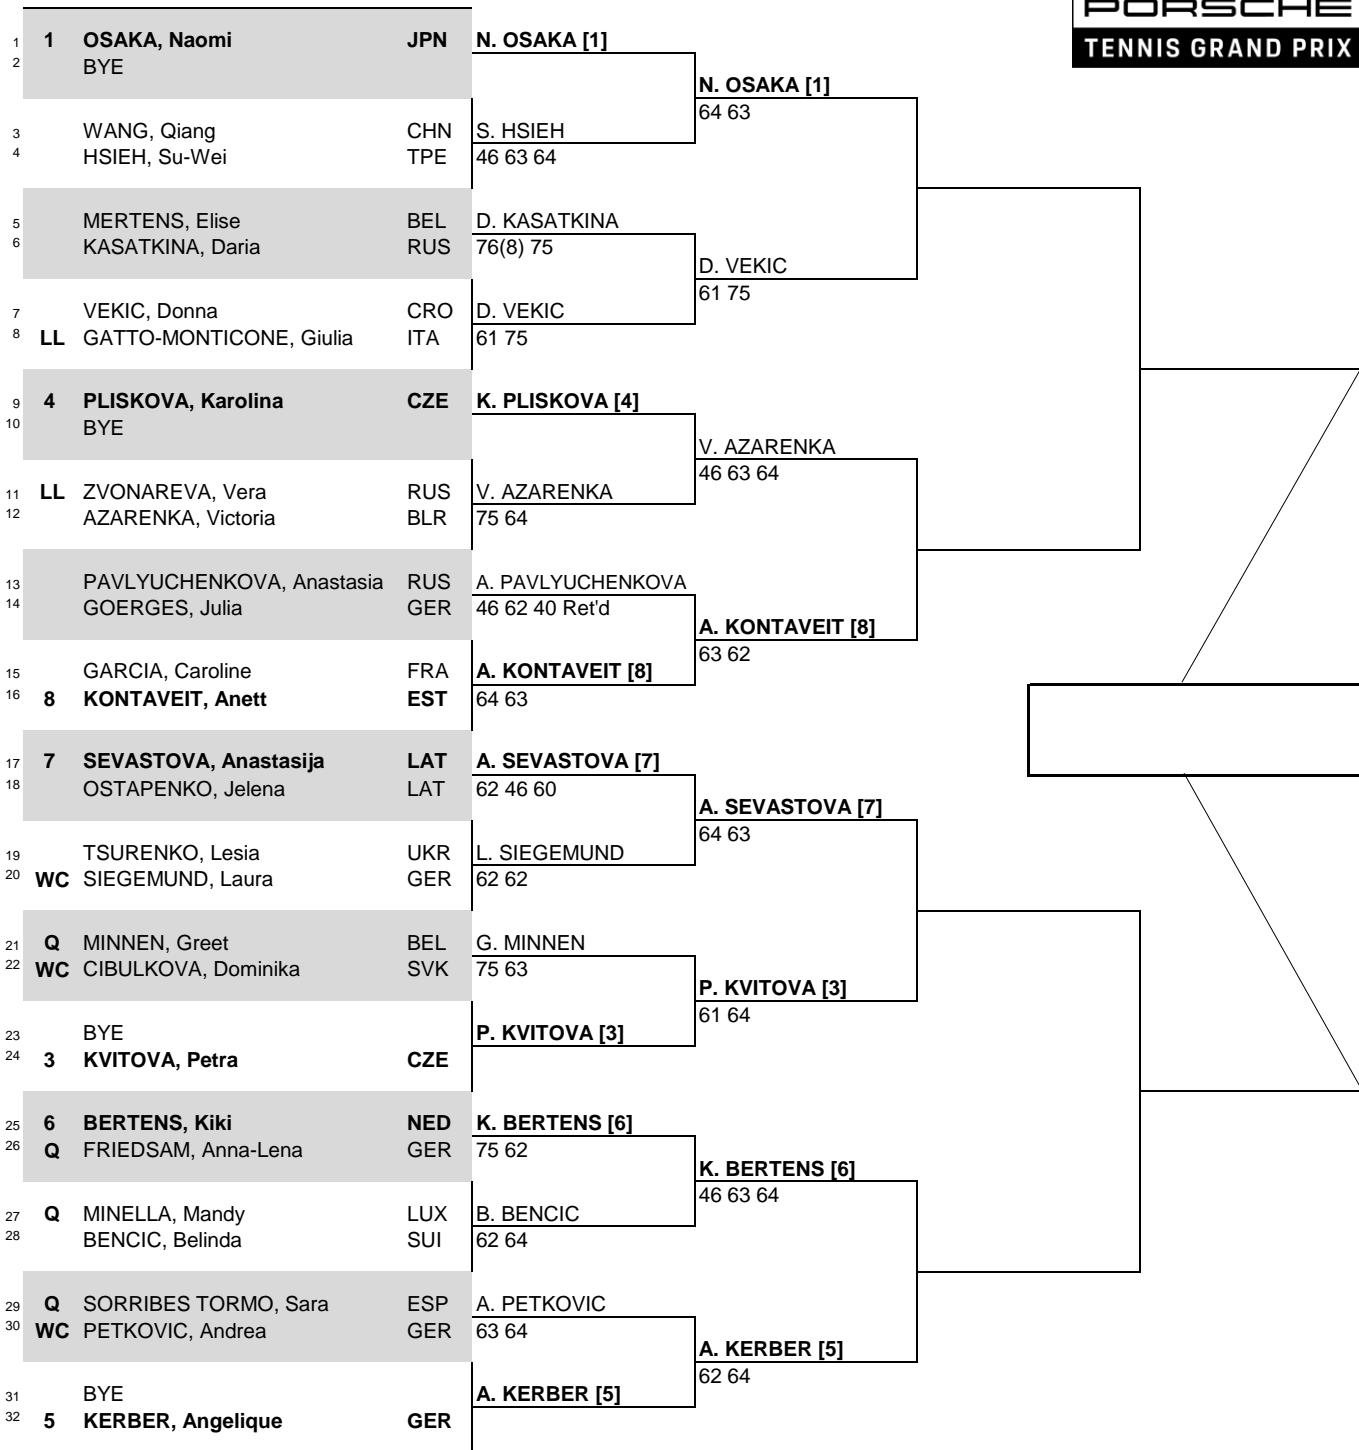 PORSCHE
TENNIS GRAND PRIX
1 1 OSAKA, Naomi JPN
2 BYE
3 WANG, Qiang CHN
4 HSIEH, Su-Wei TPE
5 MERTENS, Elise BEL
6 KASATKINA, Daria RUS
7 VEKIC, Donna CRO
8 LL GATTO-MONTICONE, Giulia ITA
9 4 PLISKOVA, Karolina CZE
10 BYE
11 LL ZVONAREVA, Vera RUS
12 AZARENKA, Victoria BLR
13 PAVLYUCHENKOVA, Anastasia RUS
14 GOERGES, Julia GER
15 GARCIA, Caroline FRA
16 8 KONTAVEIT, Anett EST
17 7 SEVASTOVA, Anastasija LAT
18 OSTAPENKO, Jelena LAT
19 TSURENKO, Lesia UKR
20 WC SIEGEMUND, Laura GER
21 Q MINNEN, Greet BEL
22 WC CIBULKOVA, Dominika SVK
23 BYE
24 3 KVITOVA, Petra CZE
25 6 BERTENS, Kiki NED
26 Q FRIEDSAM, Anna-Lena GER
27 Q MINELLA, Mandy LUX
28 BENCIC, Belinda SUI
29 Q SORRIBES TORMO, Sara ESP
30 WC PETKOVIC, Andrea GER
31 BYE
32 5 KERBER, Angelique GER
N. OSAKA [1]
S. HSIEH
46 63 64
D. KASATKINA
76(8) 75
D. VEKIC
61 75
K. PLISKOVA [4]
V. AZARENKA
75 64
A. PAVLYUCHENKOVA
46 62 40 Ret'd
A. KONTAVEIT [8]
64 63
A. SEVASTOVA [7]
62 46 60
L. SIEGEMUND
62 62
G. MINNEN
75 63
P. KVITOVA [3]
K. BERTENS [6]
75 62
B. BENCIC
62 64
A. PETKOVIC
63 64
A. KERBER [5]
N. OSAKA [1]
64 63
D. VEKIC
61 75
V. AZARENKA
46 63 64
A. KONTAVEIT [8]
63 62
A. SEVASTOVA [7]
64 63
P. KVITOVA [3]
61 64
K. BERTENS [6]
46 63 64
A. KERBER [5]
62 64